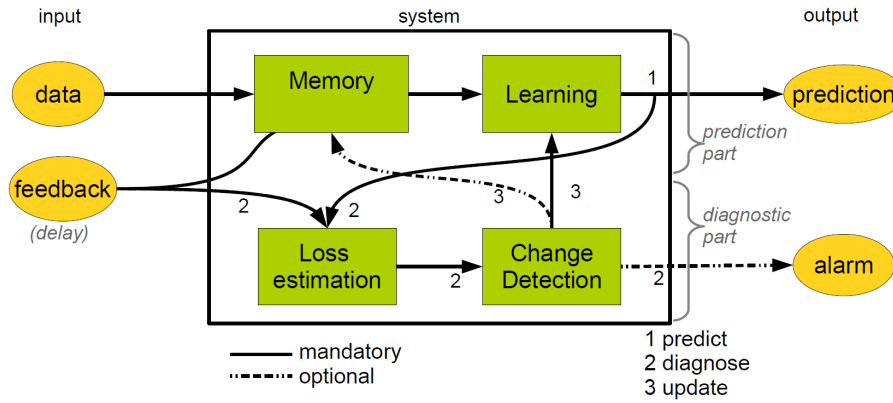 input
system
output
data
Memory
Learning
1
prediction
prediction
part
feedback
(delay)
2
2
3
3
diagnostic
part
Loss
estimation
2
Change
Detection
2
alarm
mandatory
optional
1 predict
2 diagnose
3 update